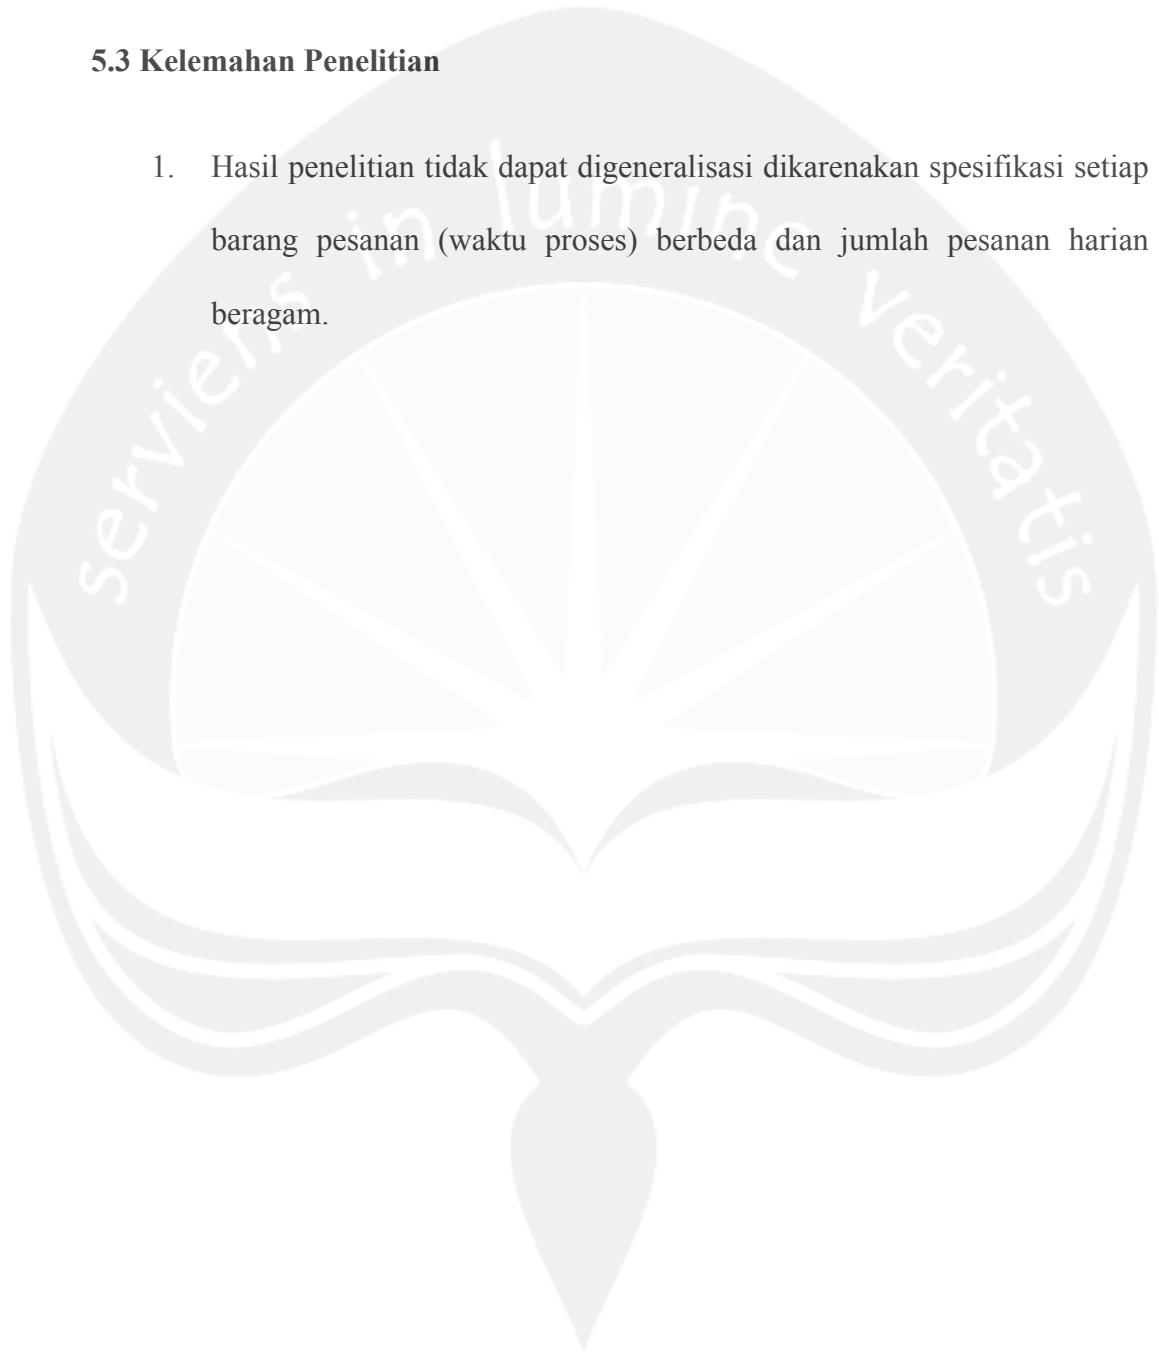 5.3 Kelemahan Penelitian
1. Hasil penelitian tidak dapat digeneralisasi dikarenakan spesifikasi setiap
barang pesanan (waktu proses) berbeda dan jumlah pesanan harian
beragam.
serviens in lumine veritatis